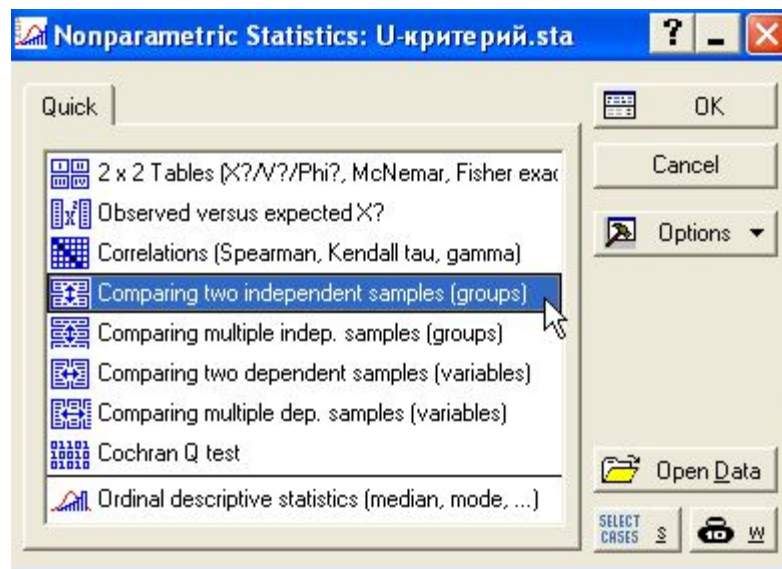 Nonparametric Statistics: U-критерий.sta
Quick
2 x 2 Tables (X?/V?/Phi?, McNemar, Fisher exac
Observed versus expected X?
Correlations (Spearman, Kendall tau, gamma)
Comparing two independent samples (groups)
Comparing multiple indep. samples (groups)
Comparing two dependent samples (variables)
Comparing multiple dep. samples (variables)
Cochran Q test
Ordinal descriptive statistics (median, mode, ...)
OK
Cancel
Options
Open Data
SELECT CASES S
W